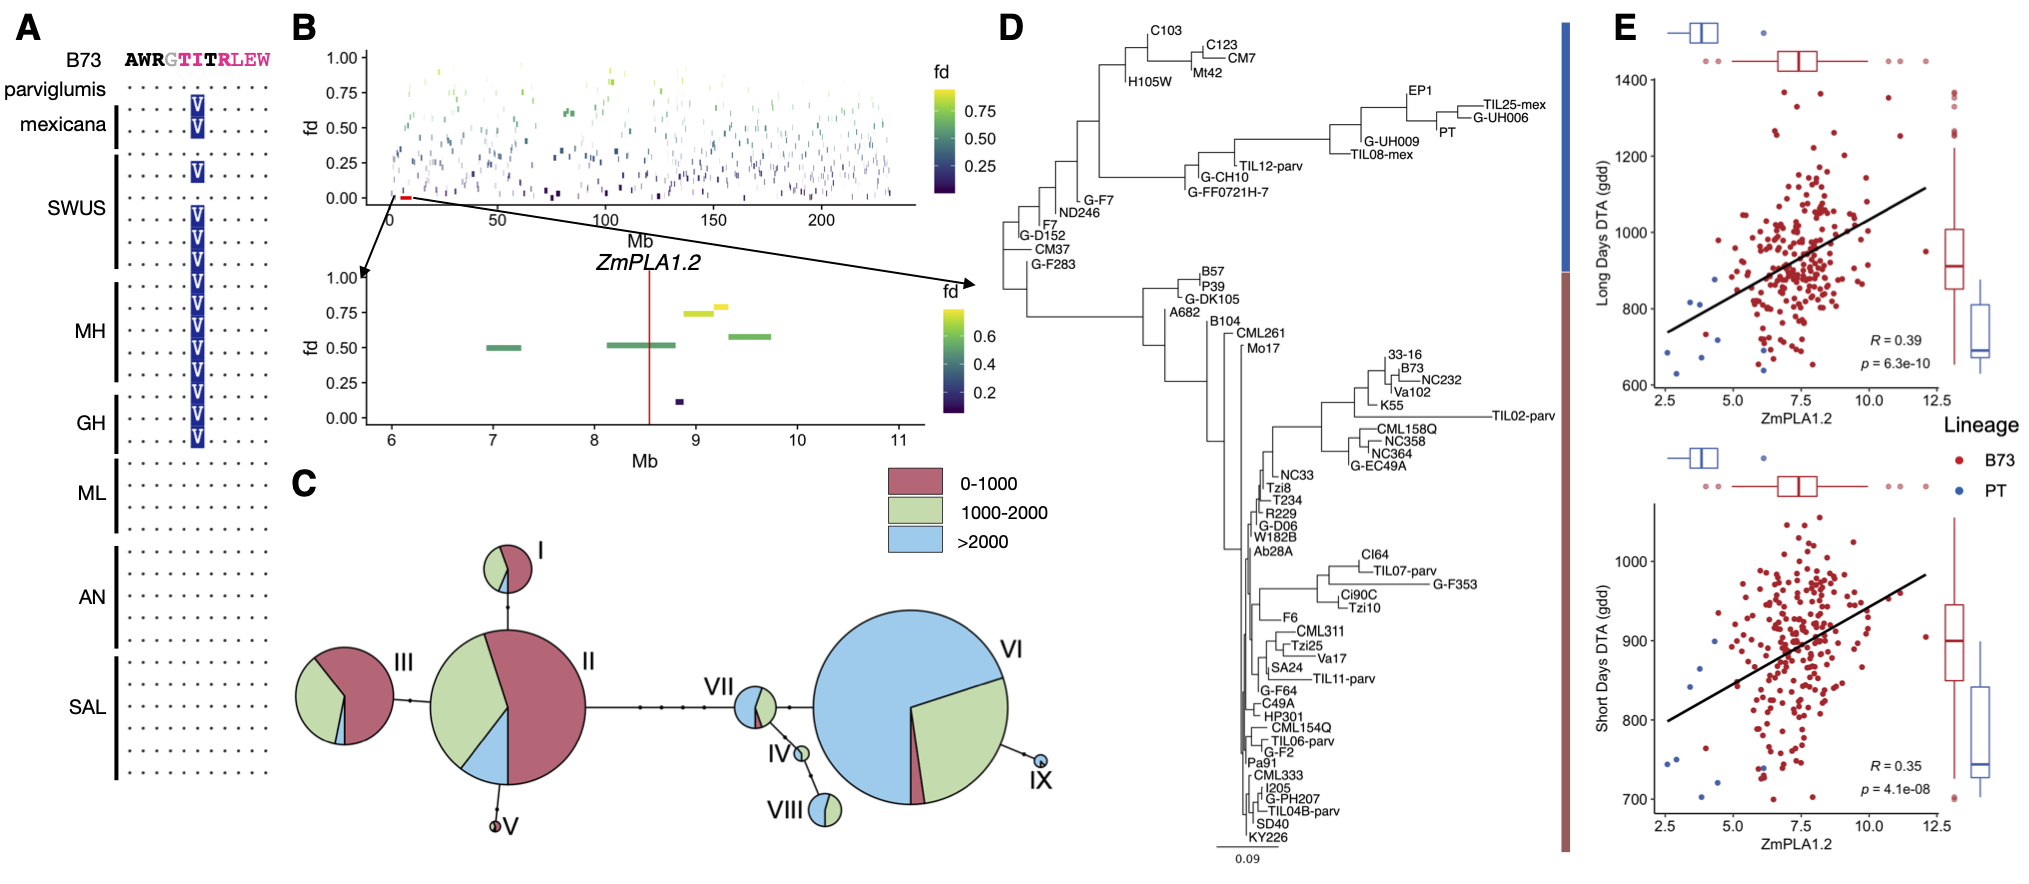 A
B73
AWRGTITRLEW
parviglumis
V
mexicana
V
V
SWUS
V
V
V
V
MH
V
V
V
V
GH
V
V
ML
AN
SAL
B
1.00
0.75
0.50
0.25
0.00
fd
0
50
100
150
200
Mb
fd
0.75
0.50
0.25
ZmPLA1.2
1.00
0.75
0.50
0.25
0.00
fd
6
7
8
9
10
11
Mb
fd
0.6
0.4
0.2
C
0-1000
1000-2000
>2000
I
III
II
VII
VI
IV
IX
VIII
V
D
C103
C123
CM7
Mt42
H105W
EP1
TIL25-mex
G-UH006
PT
G-UH009
TIL08-mex
TIL12-parv
G-CH10
G-FF0721H-7
G-F7
ND246
F7
G-D152
CM37
G-F283
B57
P39
G-DK105
A682
B104
CML261
Mo17
33-16
B73
NC232
Va102
K55
TIL02-parv
CML158Q
NC358
NC364
G-EC49A
NC33
Tzi8
T234
R229
G-D06
W182B
Ab28A
CI64
TIL07-parv
G-F353
Ci90C
Tzi10
F6
CML311
Tzi25
Va17
SA24
TIL11-parv
G-F64
C49A
HP301
CML154Q
TIL06-parv
G-F2
Pa91
CML333
I205
G-PH207
TIL04B-parv
SD40
KY226
0.09
E
1400
1200
1000
800
600
Long Days DTA (gdd)
R = 0.39
p = 6.3e-10
2.5
5.0
7.5
10.0
12.5
ZmPLA1.2
Lineage
B73
PT
1000
900
800
700
Short Days DTA (gdd)
R = 0.35
p = 4.1e-08
2.5
5.0
7.5
10.0
12.5
ZmPLA1.2